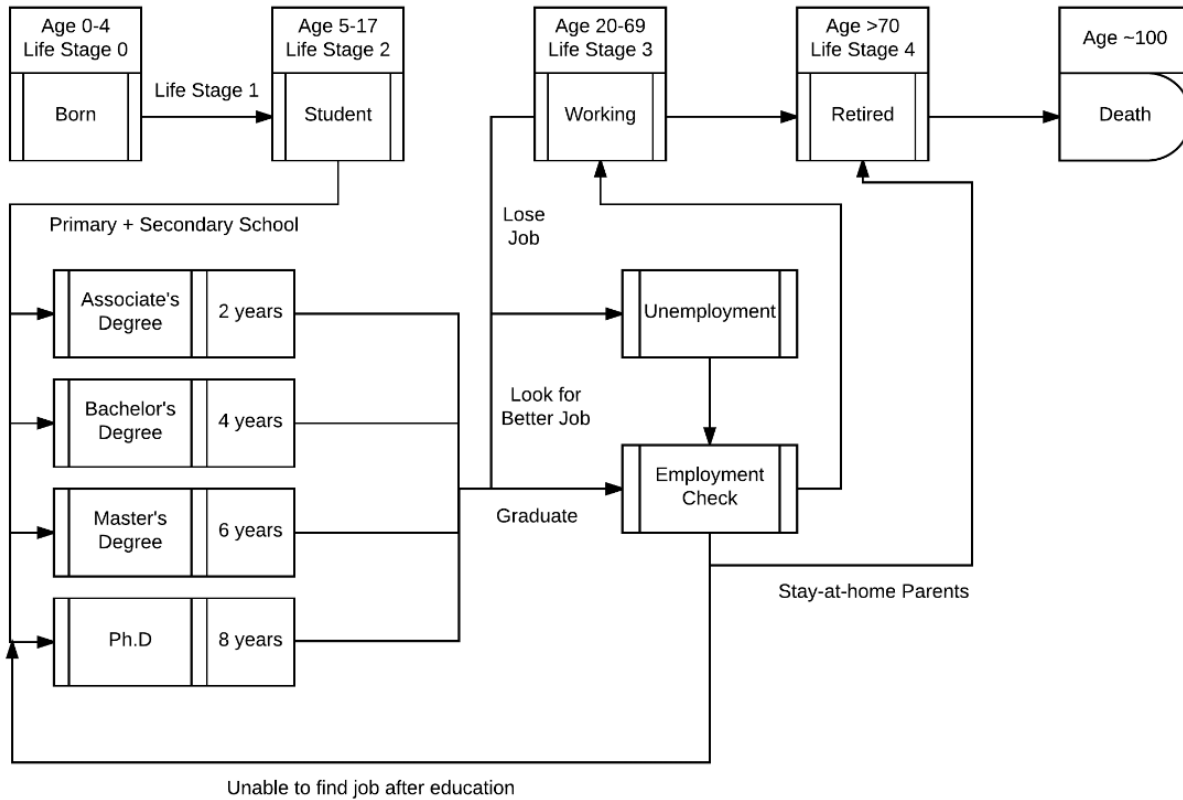 Age 0-4
Life Stage 0
Born
Life Stage 1
Age 5-17
Life Stage 2
Student
Age 20-69
Life Stage 3
Working
Age >70
Life Stage 4
Retired
Age ~100
Death
Primary + Secondary School
Associate's
Degree
2 years
Bachelor's
Degree
4 years
Master's
Degree
6 years
Ph.D
8 years
Lose
Job
Unemployment
Look for
Better Job
Graduate
Employment
Check
Stay-at-home Parents
Unable to find job after education